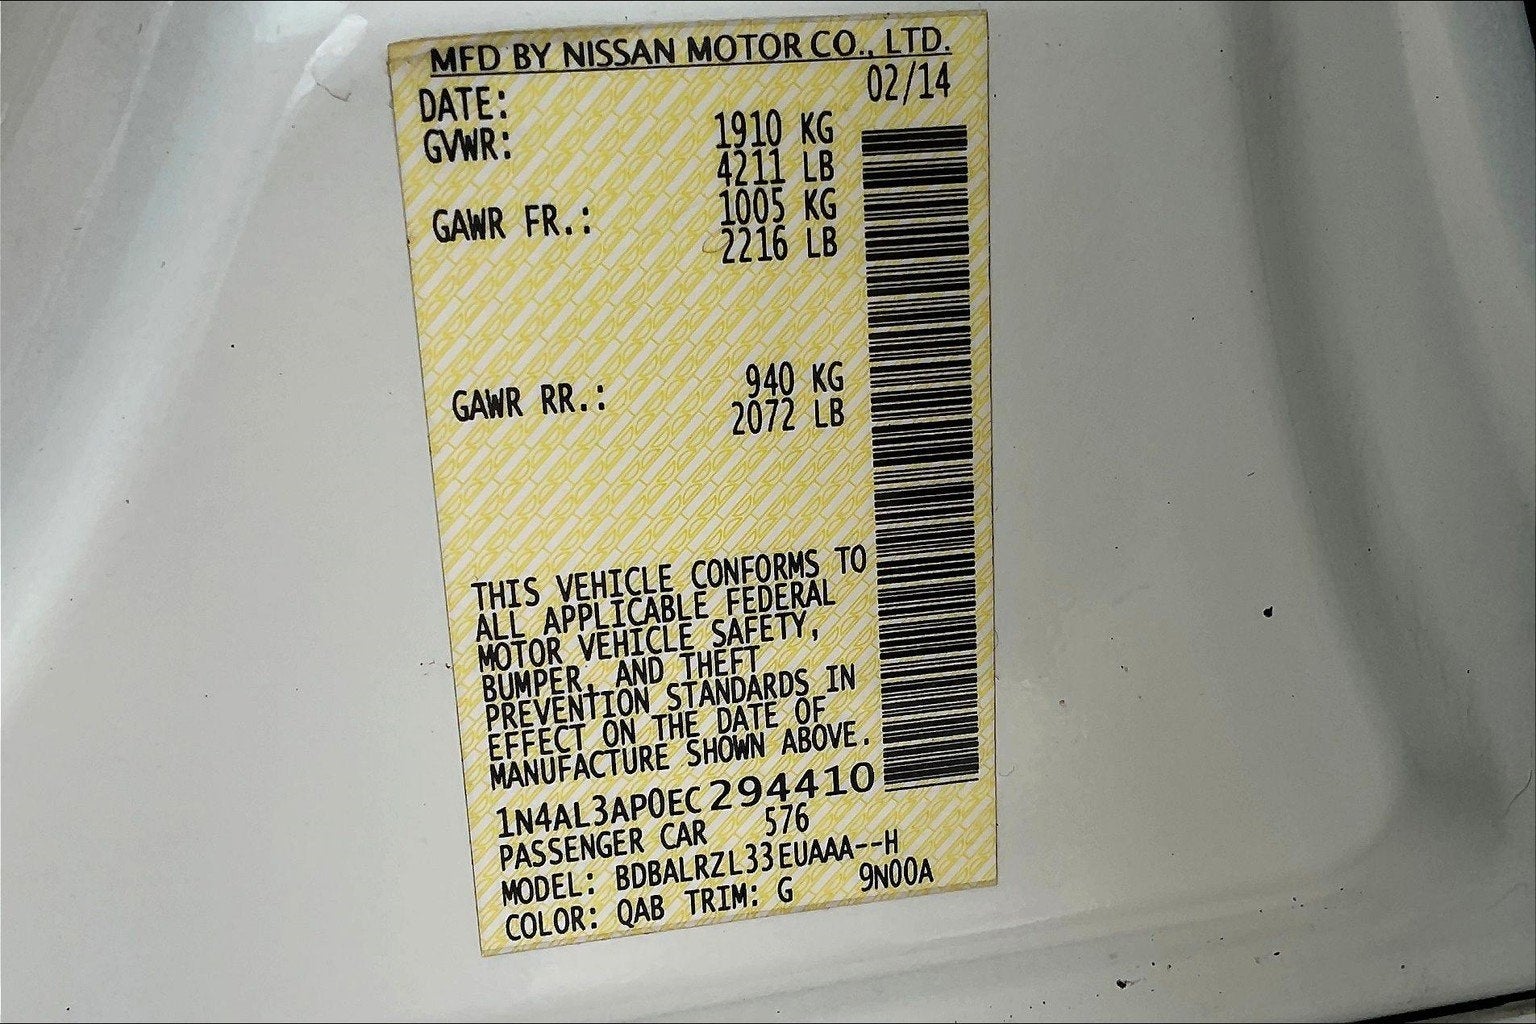 MFD BY NISSAN MOTOR CO., LTD.
DATE: 02/14
GVWR: 1910 KG
4211 LB
GAWR FR.: 1005 KG
2216 LB
GAWR RR.: 940 KG
2072 LB
THIS VEHICLE CONFORMS TO
ALL APPLICABLE FEDERAL
MOTOR VEHICLE SAFETY,
BUMPER, AND THEFT
PREVENTION STANDARDS IN
EFFECT ON THE DATE OF
MANUFACTURE SHOWN ABOVE.
1N4AL3AP0EC294410
PASSENGER CAR 576
MODEL: BDBALRZL33EUAAA--H
COLOR: QAB TRIM: G 9N00A